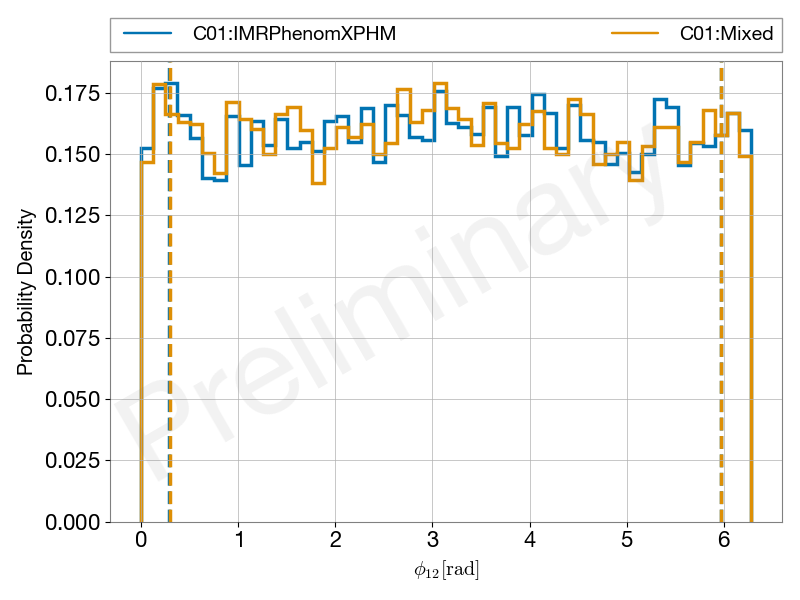 C01:IMRPhenomXPHM
C01:Mixed
Probability Density
0.175
0.150
0.125
0.100
0.075
0.050
0.025
0.000
Preliminary
0 1 2 3 4 5 6
ϕ₁₂[rad]